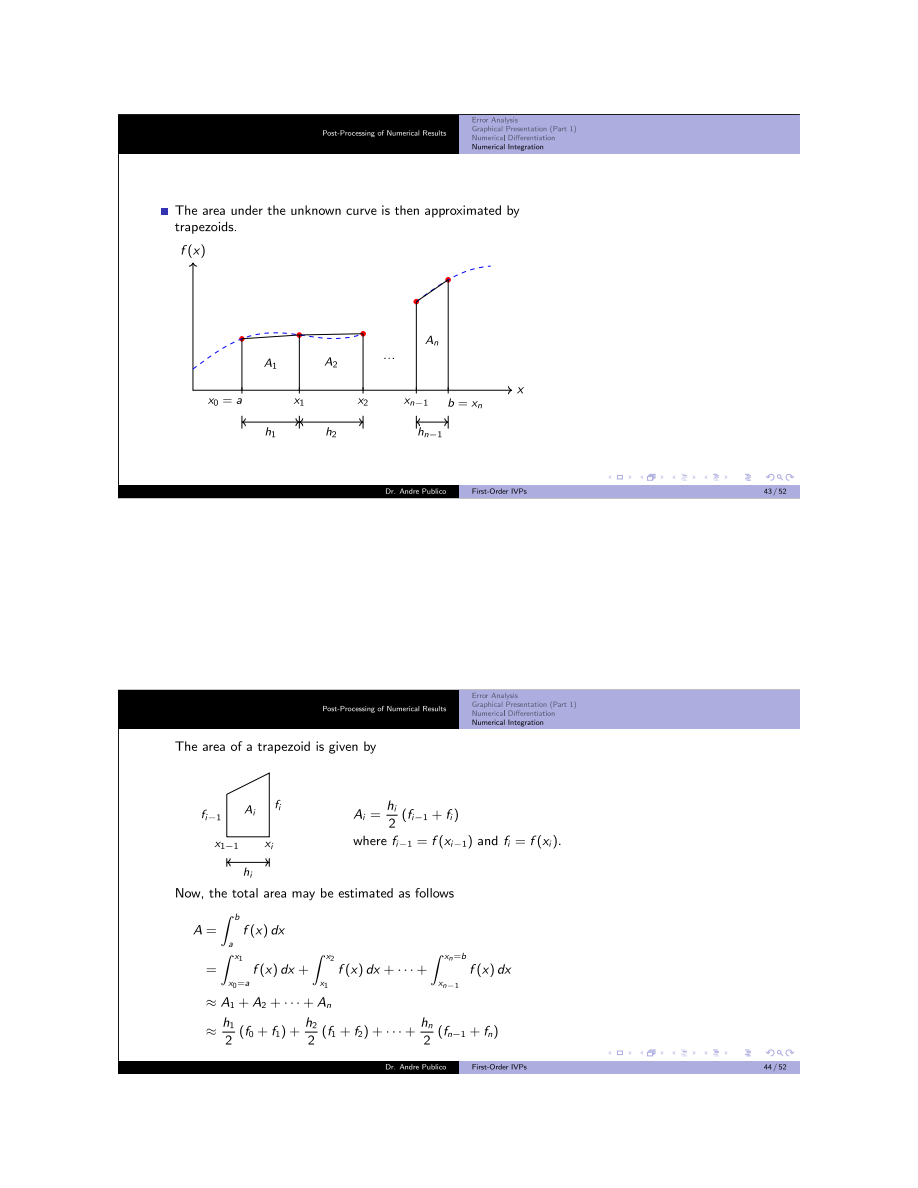 Post-Processing of Numerical Results
Error Analysis
Graphical Presentation (Part 1)
Numerical Differentiation
Numerical Integration
The area under the unknown curve is then approximated by
trapezoids.
f(x)
A₁ A₂ ... Aₙ
x
x₀ = a x₁ x₂ xₙ₋₁ b = xₙ
h₁ h₂ hₙ₋₁
Dr. Andre Publico First-Order IVPs 43 / 52
Post-Processing of Numerical Results
Error Analysis
Graphical Presentation (Part 1)
Numerical Differentiation
Numerical Integration
The area of a trapezoid is given by
fᵢ₋₁ Aᵢ fᵢ
x₁₋₁ xᵢ
hᵢ
Aᵢ = hᵢ/2 (fᵢ₋₁ + fᵢ)
where fᵢ₋₁ = f(xᵢ₋₁) and fᵢ = f(xᵢ).
Now, the total area may be estimated as follows
A = ∫ₐᵇ f(x) dx
= ∫_{x₀=a}^{x₁} f(x) dx + ∫_{x₁}^{x₂} f(x) dx + ⋯ + ∫_{xₙ₋₁}^{xₙ=b} f(x) dx
≈ A₁ + A₂ + ⋯ + Aₙ
≈ h₁/2 (f₀ + f₁) + h₂/2 (f₁ + f₂) + ⋯ + hₙ/2 (fₙ₋₁ + fₙ)
Dr. Andre Publico First-Order IVPs 44 / 52